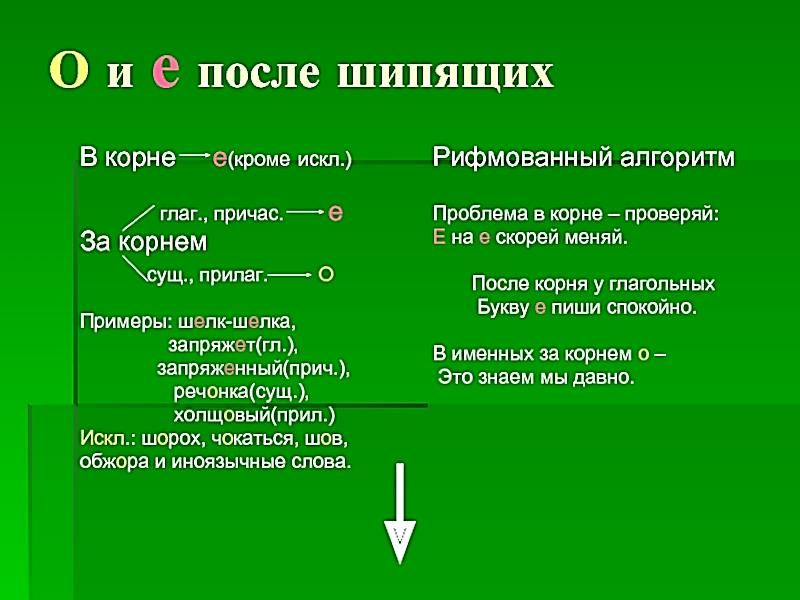 О и е после шипящих
В корне е(кроме искл.)
глаг., причас. е
За корнем
сущ., прилаг. О
Примеры: шелк-шелка,
запряжет(гл.),
запряженный(прич.),
речонка(сущ.),
холщовый(прил.)
Искл.: шорох, чокаться, шов,
обжора и иноязычные слова.
Рифмованный алгоритм
Проблема в корне – проверяй:
Е на е скорей меняй.
После корня у глагольных
Букву е пиши спокойно.
В именных за корнем о –
Это знаем мы давно.